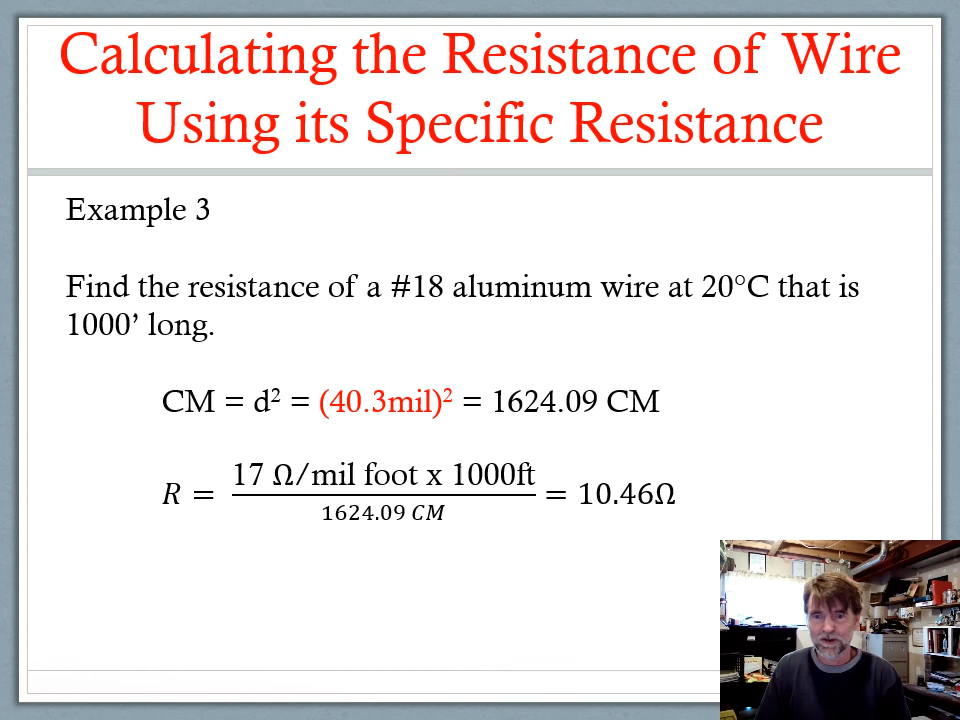 Calculating the Resistance of Wire
Using its Specific Resistance
Example 3
Find the resistance of a #18 aluminum wire at 20°C that is
1000’ long.
CM = d² = (40.3mil)² = 1624.09 CM
R = 17 Ω/mil foot x 1000ft / 1624.09 CM = 10.46Ω